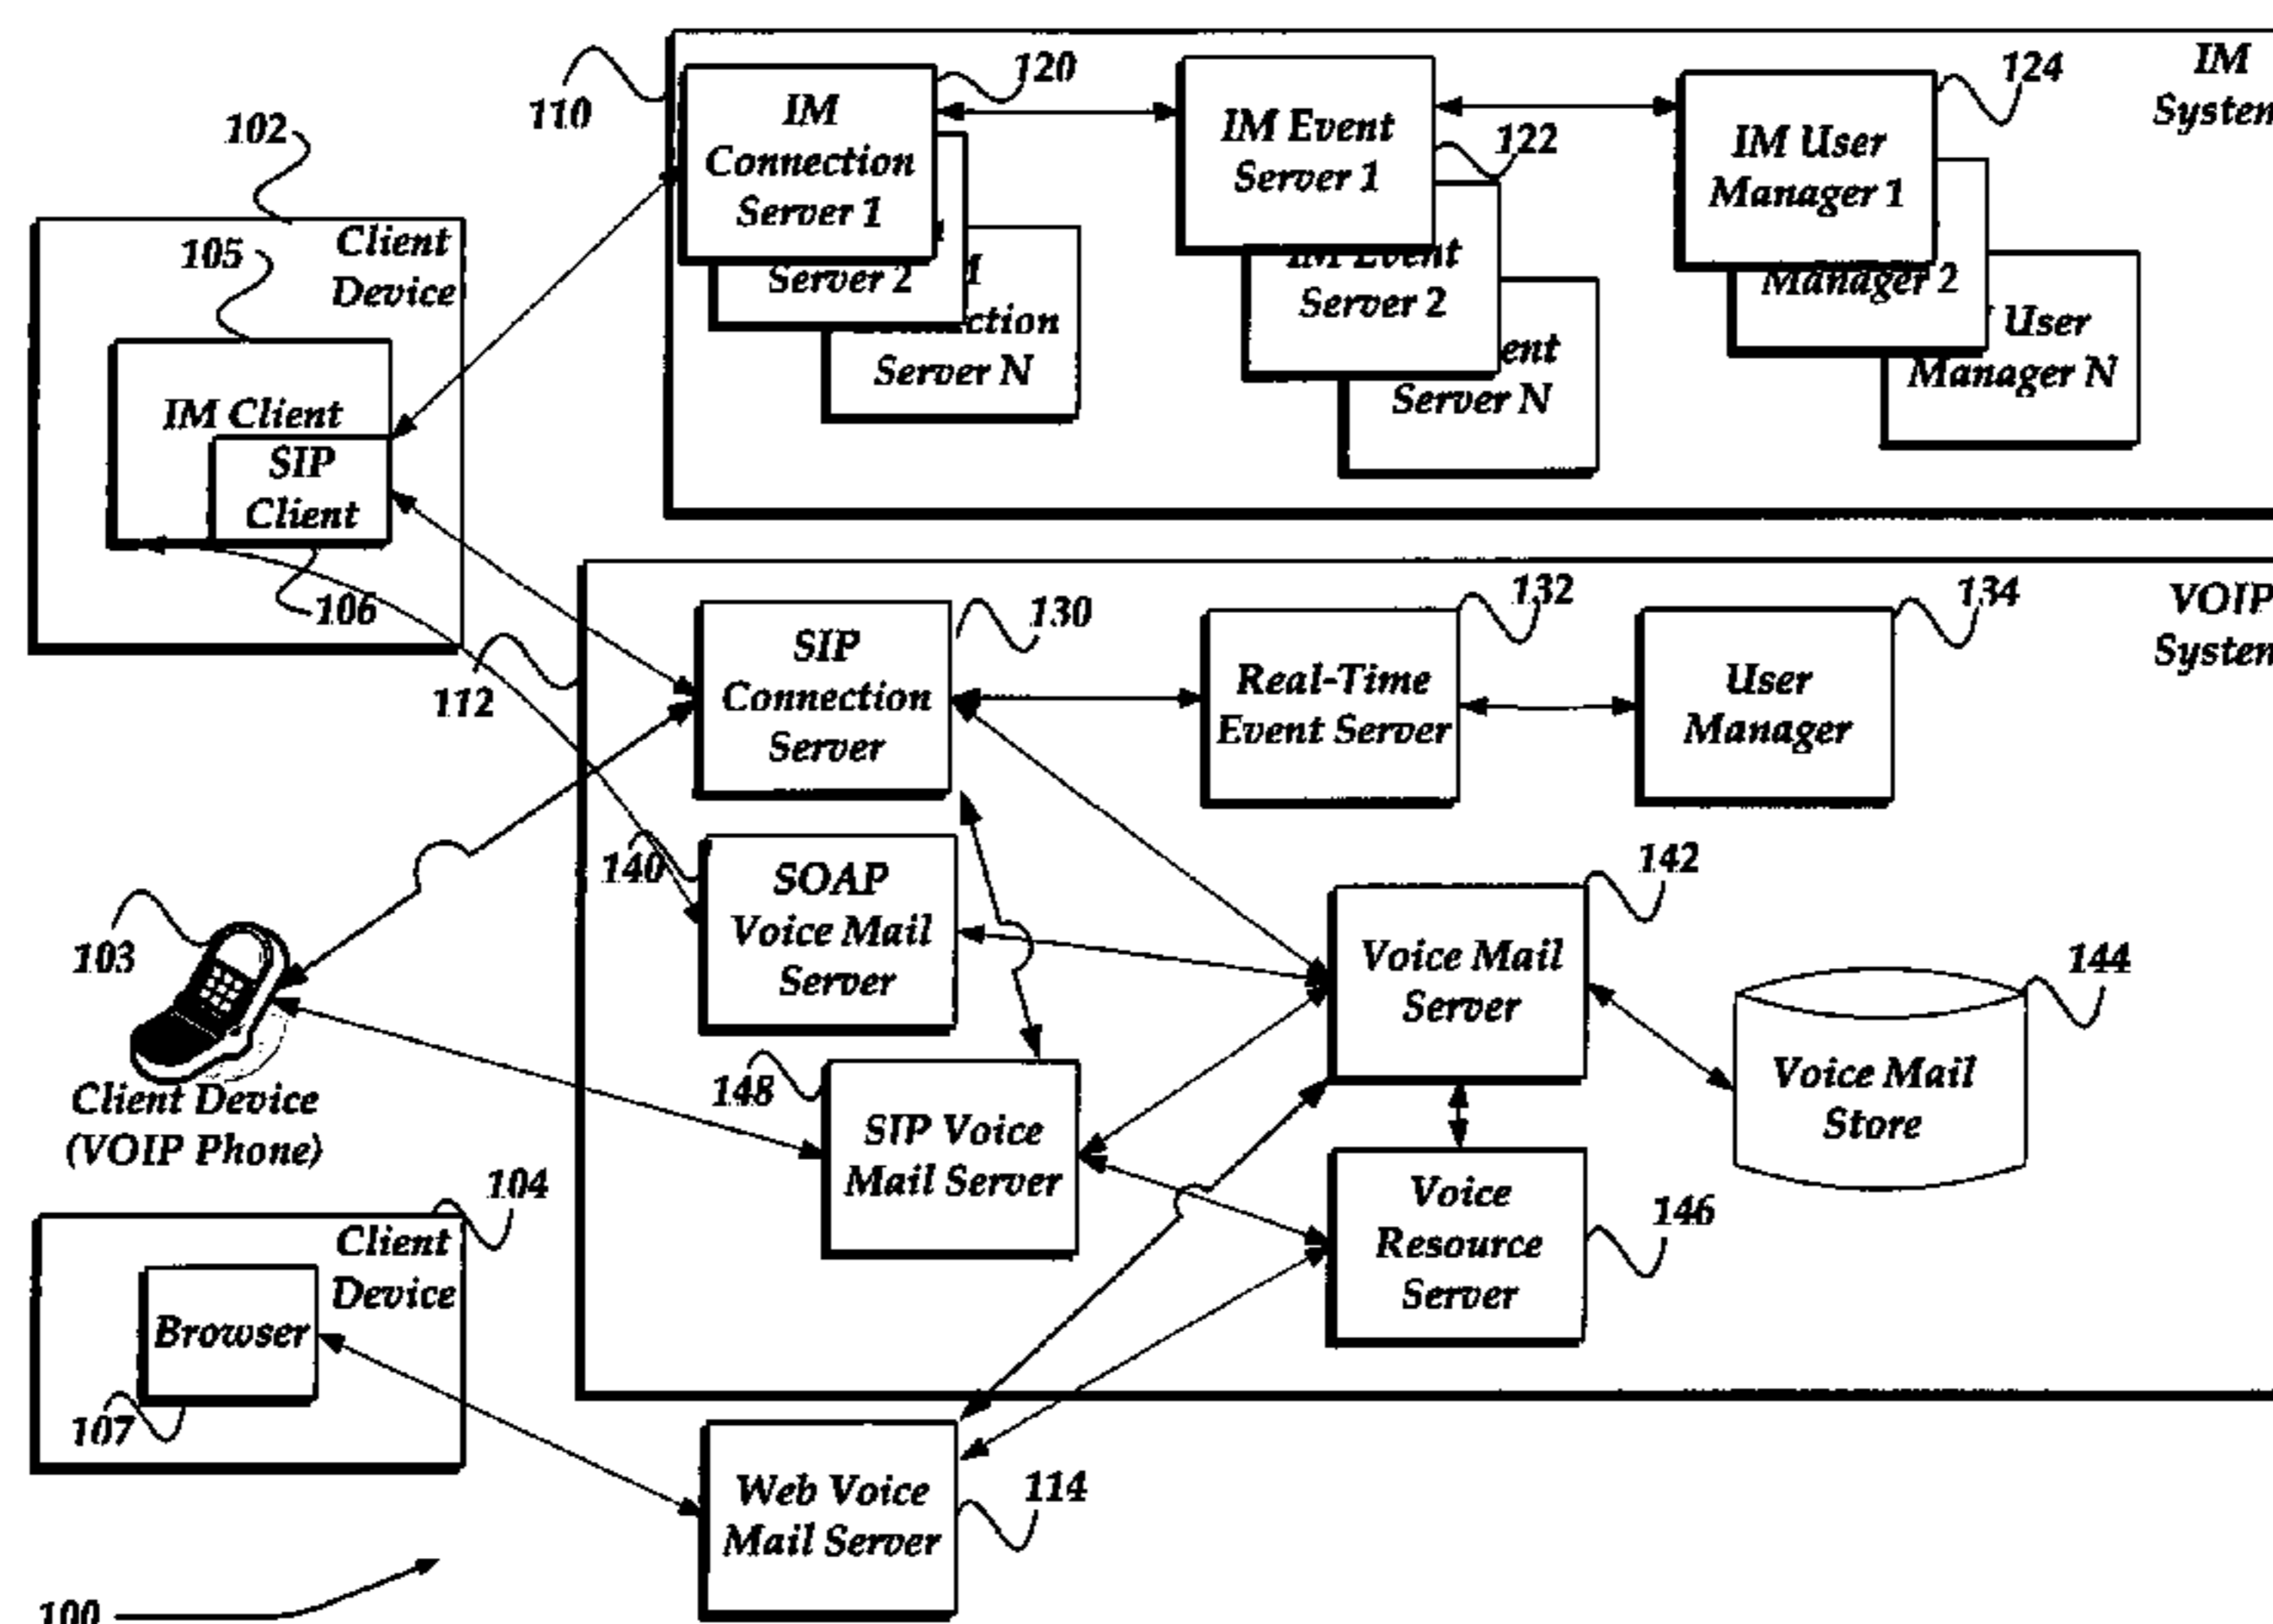 IM
System
110
IM
Connection
Server 1
120
Server 2
Server N
IM Event
Server 1
122
IM Event
Server 2
Server N
IM User
Manager 1
124
Manager 2
User
Manager N
102
Client
Device
105
IM Client
SIP
Client
106
VOIP
System
112
SIP
Connection
Server
130
Real-Time
Event Server
132
User
Manager
134
140
SOAP
Voice Mail
Server
Voice Mail
Server
142
Voice Mail
Store
144
148
SIP Voice
Mail Server
Voice
Resource
Server
146
103
Client Device
(VOIP Phone)
104
Client
Device
Browser
107
Web Voice
Mail Server
114
100